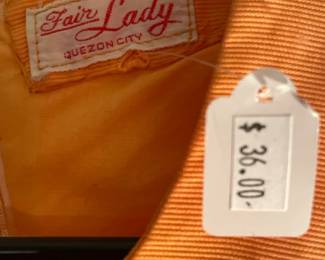 Fair Lady
QUEZON CITY
$ 36.00-